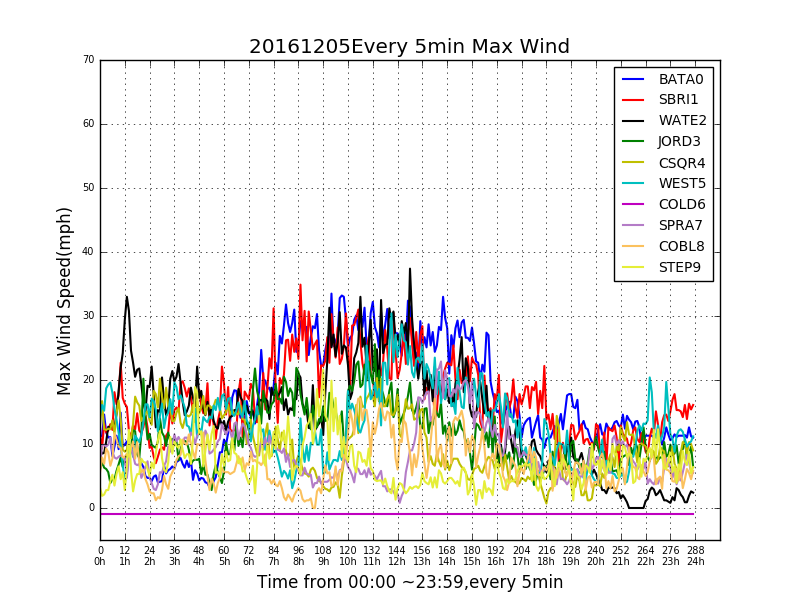 20161205Every 5min Max Wind
70
60
50
40
30
20
10
0
Max Wind Speed(mph)
BATA0
SBRI1
WATE2
JORD3
CSQR4
WEST5
COLD6
SPRA7
COBL8
STEP9
0 12 24 36 48 60 72 84 96 108 120 132 144 156 168 180 192 204 216 228 240 252 264 276 288
0h 1h 2h 3h 4h 5h 6h 7h 8h 9h 10h 11h 12h 13h 14h 15h 16h 17h 18h 19h 20h 21h 22h 23h 24h
Time from 00:00 ~23:59,every 5min